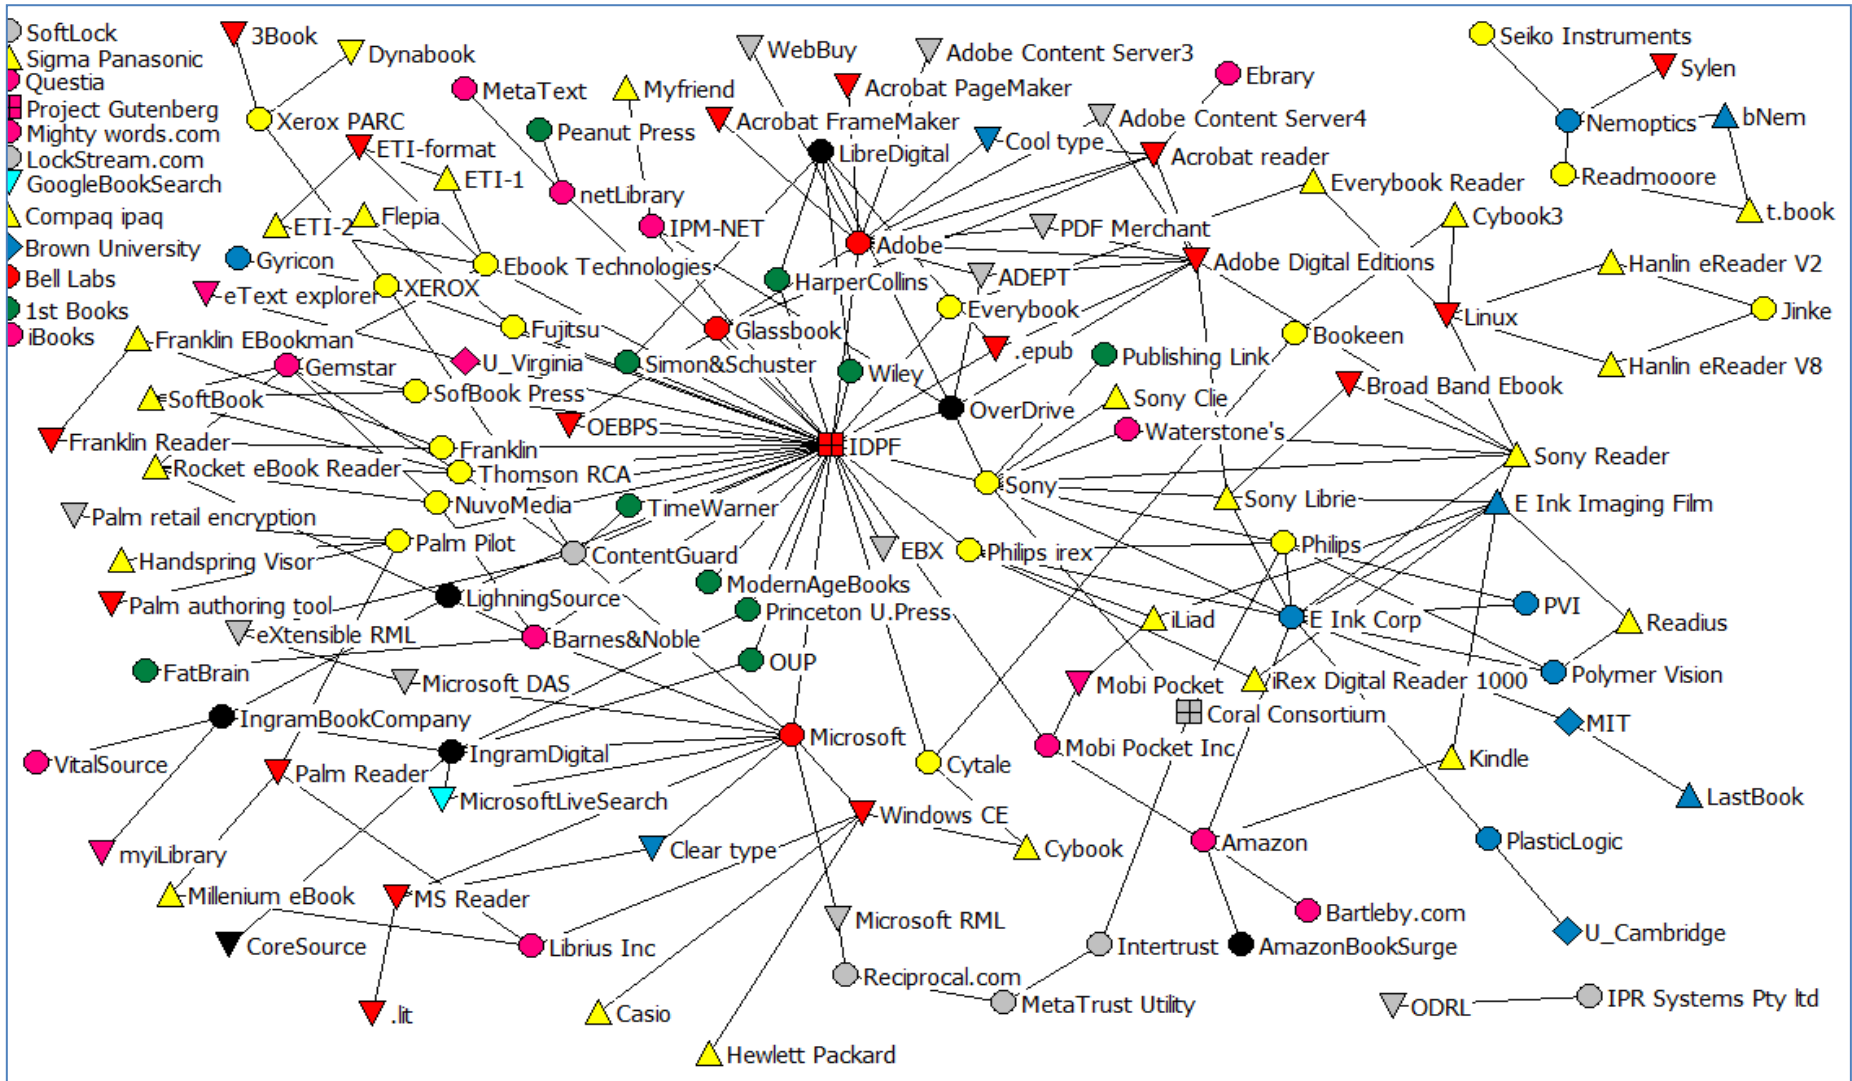 SoftLock
Sigma Panasonic
Questia
Project Gutenberg
Mighty words.com
LockStream.com
GoogleBookSearch
Compaq ipaq
Brown University
Bell Labs
1st Books
iBooks
3Book
Dynabook
WebBuy
Adobe Content Server3
Seiko Instruments
Sylen
MetaText
Myfriend
Acrobat PageMaker
Ebrary
Xerox PARC
Peanut Press
Acrobat FrameMaker
Adobe Content Server4
Nemoptics
bNem
ETI-format
LibreDigital
Cool type
Acrobat reader
ETI-1
netLibrary
Everybook Reader
Readmooore
ETI-2
Flepia
IPM-NET
PDF Merchant
Cybook3
t.book
Gyricon
Ebook Technologies
Adobe
Adobe Digital Editions
Hanlin eReader V2
eText explorer
XEROX
HarperCollins
ADEPT
Everybook
Linux
Jinke
Franklin EBookman
Fujitsu
Glassbook
.epub
Publishing Link
Bookeen
Gemstar
U_Virginia
Simon&Schuster
Wiley
Hanlin eReader V8
SoftBook
SofBook Press
OverDrive
Sony Clie
Broad Band Ebook
OEBPS
Waterstone's
Franklin Reader
Franklin
IDPF
Sony Reader
Rocket eBook Reader
Thomson RCA
Sony
Sony Librie
E Ink Imaging Film
NuvoMedia
TimeWarner
Palm retail encryption
Palm Pilot
ContentGuard
EBX
Philips irex
Philips
Handspring Visor
ModernAgeBooks
Palm authoring tool
LighningSource
Princeton U.Press
iLiad
E Ink Corp
PVI
Readius
eXtensible RML
Barnes&Noble
FatBrain
OUP
Microsoft DAS
Mobi Pocket
iRex Digital Reader 1000
Polymer Vision
IngramBookCompany
Coral Consortium
MIT
VitalSource
IngramDigital
Microsoft
Mobi Pocket Inc
Palm Reader
Cytale
Kindle
MicrosoftLiveSearch
LastBook
Windows CE
myiLibrary
Clear type
Cybook
Amazon
PlasticLogic
Millenium eBook
MS Reader
Microsoft RML
Bartleby.com
CoreSource
Librius Inc
Intertrust
AmazonBookSurge
U_Cambridge
Reciprocal.com
.lit
Casio
MetaTrust Utility
ODRL
IPR Systems Pty ltd
Hewlett Packard